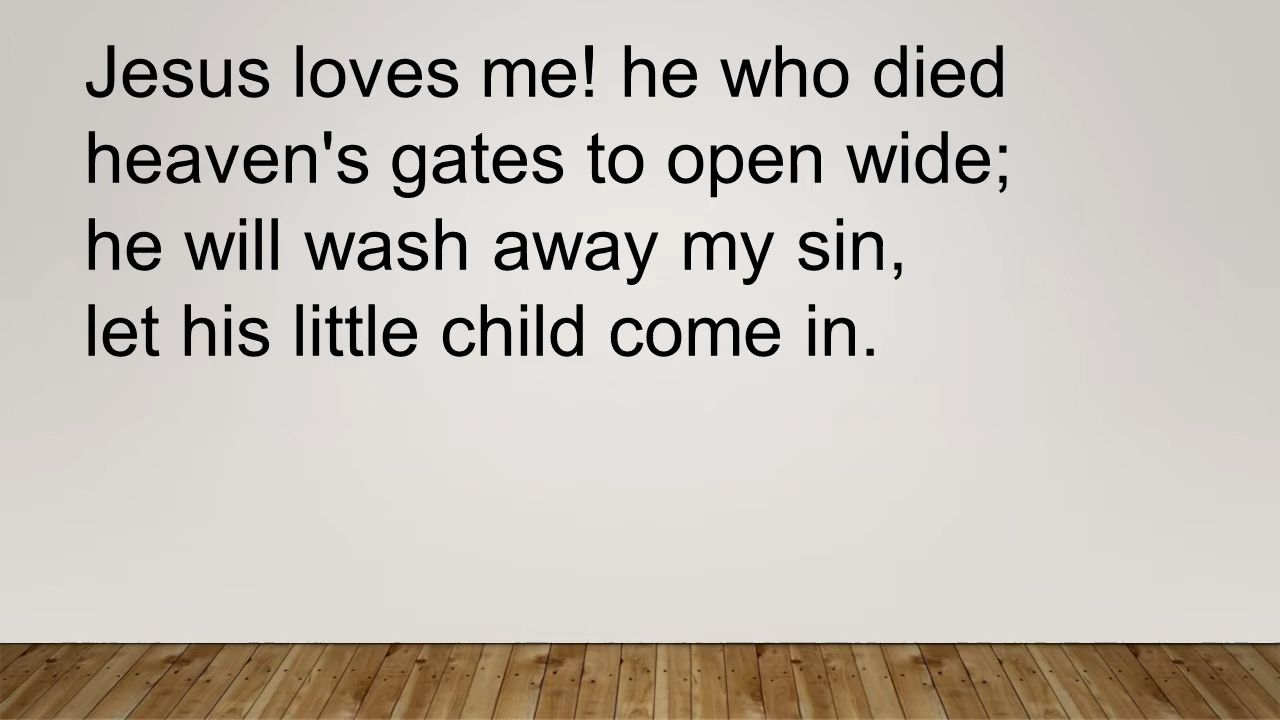 Jesus loves me! he who died
heaven's gates to open wide;
he will wash away my sin,
let his little child come in.